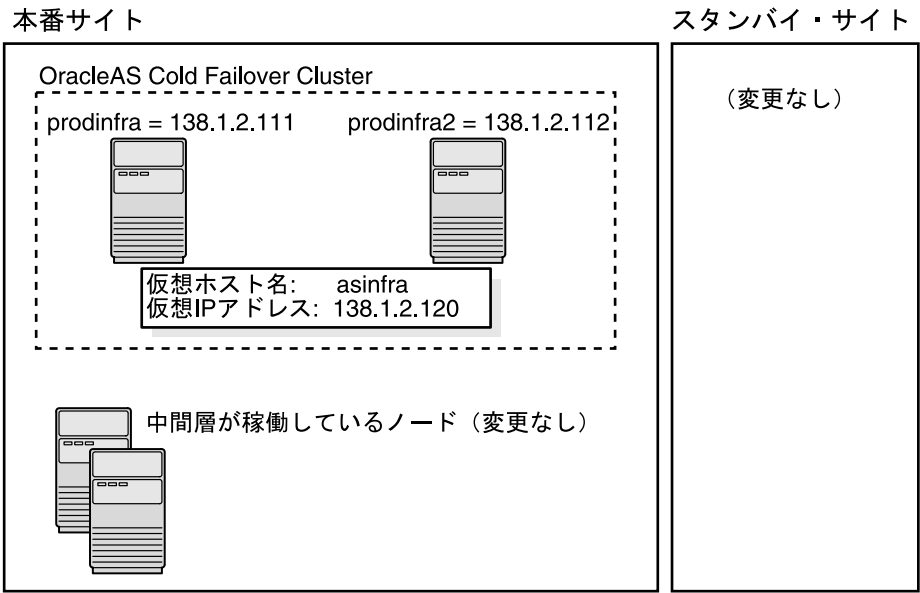 本番サイト
スタンバイ・サイト
OracleAS Cold Failover Cluster
（変更なし）
prodinfra = 138.1.2.111
prodinfra2 = 138.1.2.112
仮想ホスト名: asinfra
仮想IPアドレス: 138.1.2.120
中間層が稼働しているノード（変更なし）